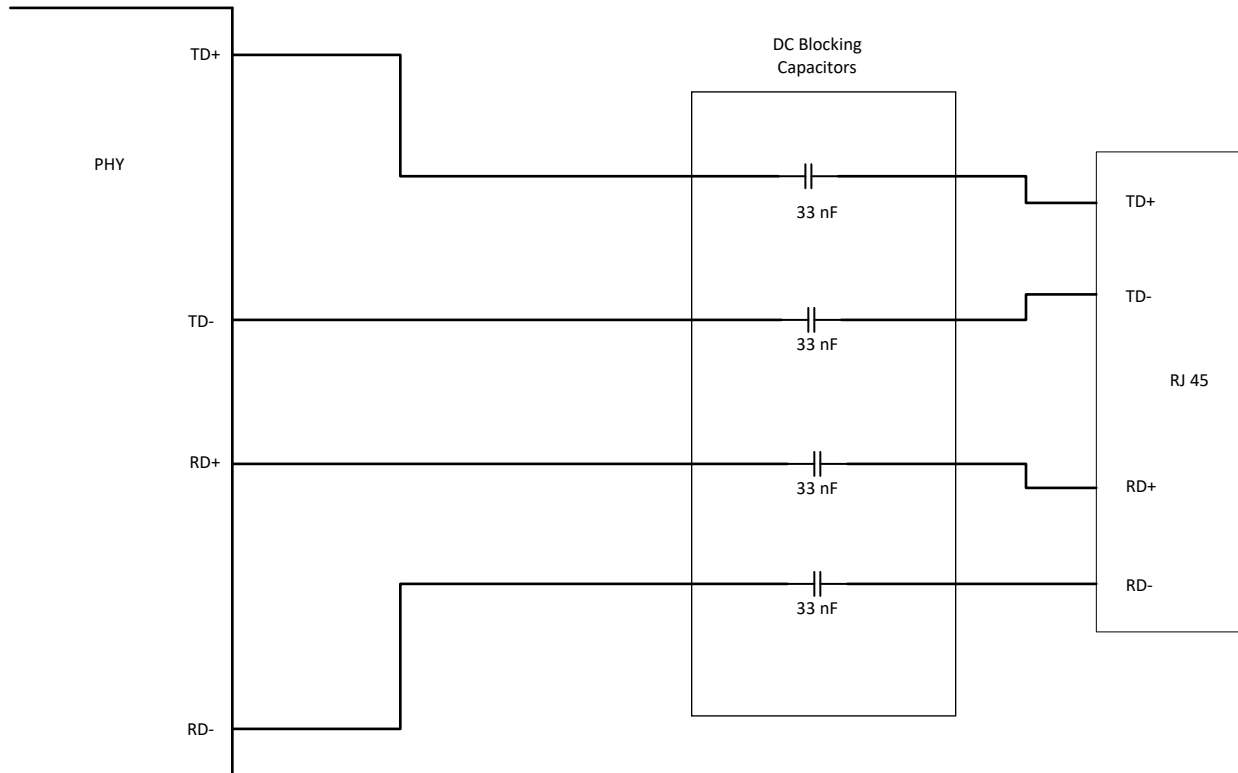 DC Blocking
Capacitors
TD+
PHY
33 nF
TD+
TD-
TD-
33 nF
RJ 45
RD+
33 nF
RD+
RD-
33 nF
RD-